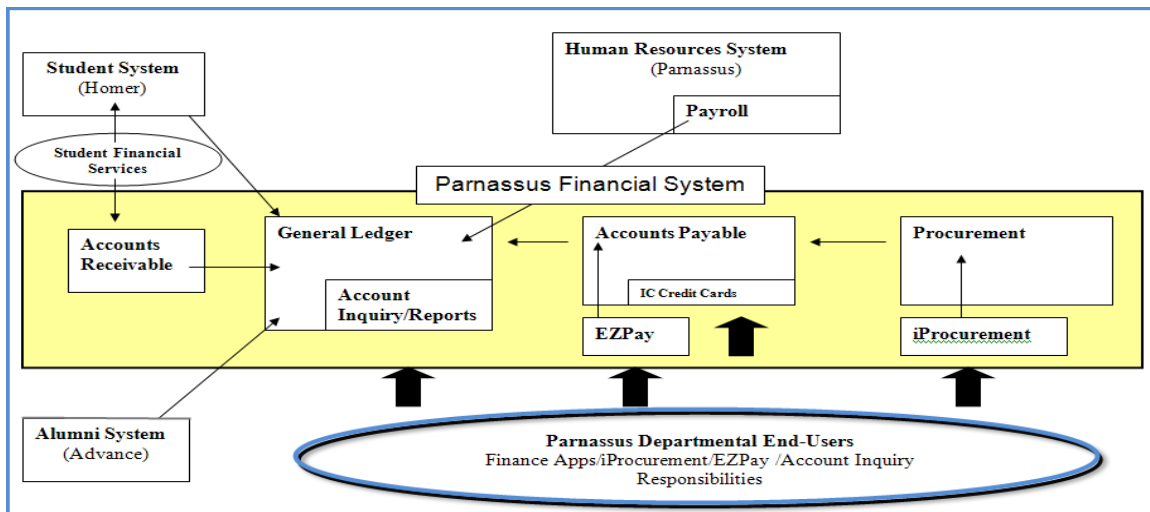 Student System
(Homer)
Human Resources System
(Parnassus)
Payroll
Student Financial
Services
Parnassus Financial System
Accounts
Receivable
General Ledger
Account
Inquiry/Reports
Accounts Payable
IC Credit Cards
EZPay
Procurement
iProcurement
Alumni System
(Advance)
Parnassus Departmental End-Users
Finance Apps/iProcurement/EZPay /Account Inquiry
Responsibilities